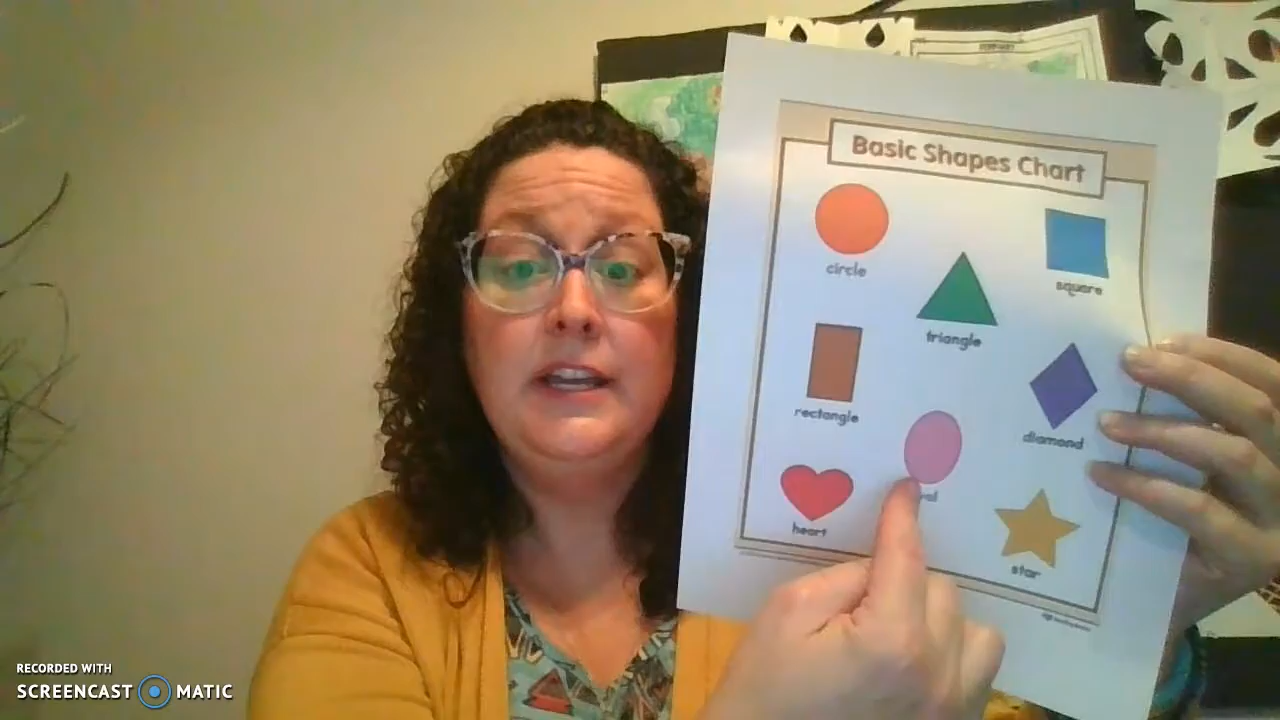 Basic Shapes Chart
circle
square
triangle
rectangle
diamond
heart
star
RECORDED WITH
SCREENCAST MATIC